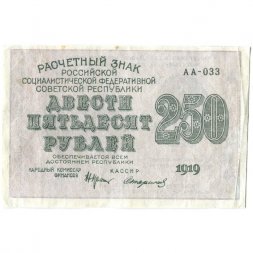 РАСЧЕТНЫЙ ЗНАК
РОССИЙСКОЙ
СОЦИАЛИСТИЧЕСКОЙ ФЕДЕРАТИВНОЙ
СОВЕТСКОЙ РЕСПУБЛИКИ
АА-033
ДВЕСТИ
ПЯТЬДЕСЯТ
РУБЛЕЙ
250
ОБЕСПЕЧИВАЕТСЯ ВСЕМ
ДОСТОЯНИЕМ РЕСПУБЛИКИ
НАРОДНЫЙ КОМИССАР
ФИНАНСОВ
КАССИР
1919